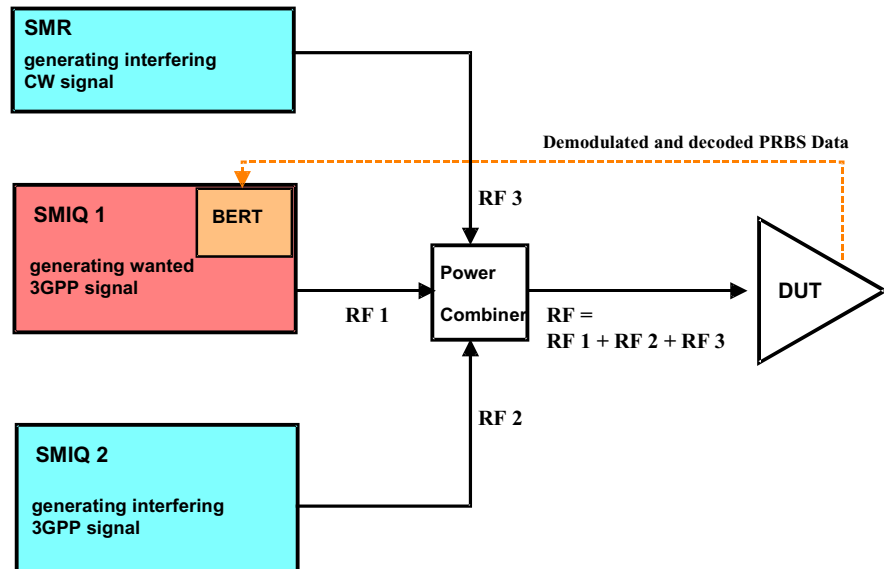 SMR
generating interfering
CW signal
Demodulated and decoded PRBS Data
RF 3
SMIQ 1
BERT
generating wanted
3GPP signal
RF 1
Power
Combiner
RF =
RF 1 + RF 2 + RF 3
DUT
RF 2
SMIQ 2
generating interfering
3GPP signal